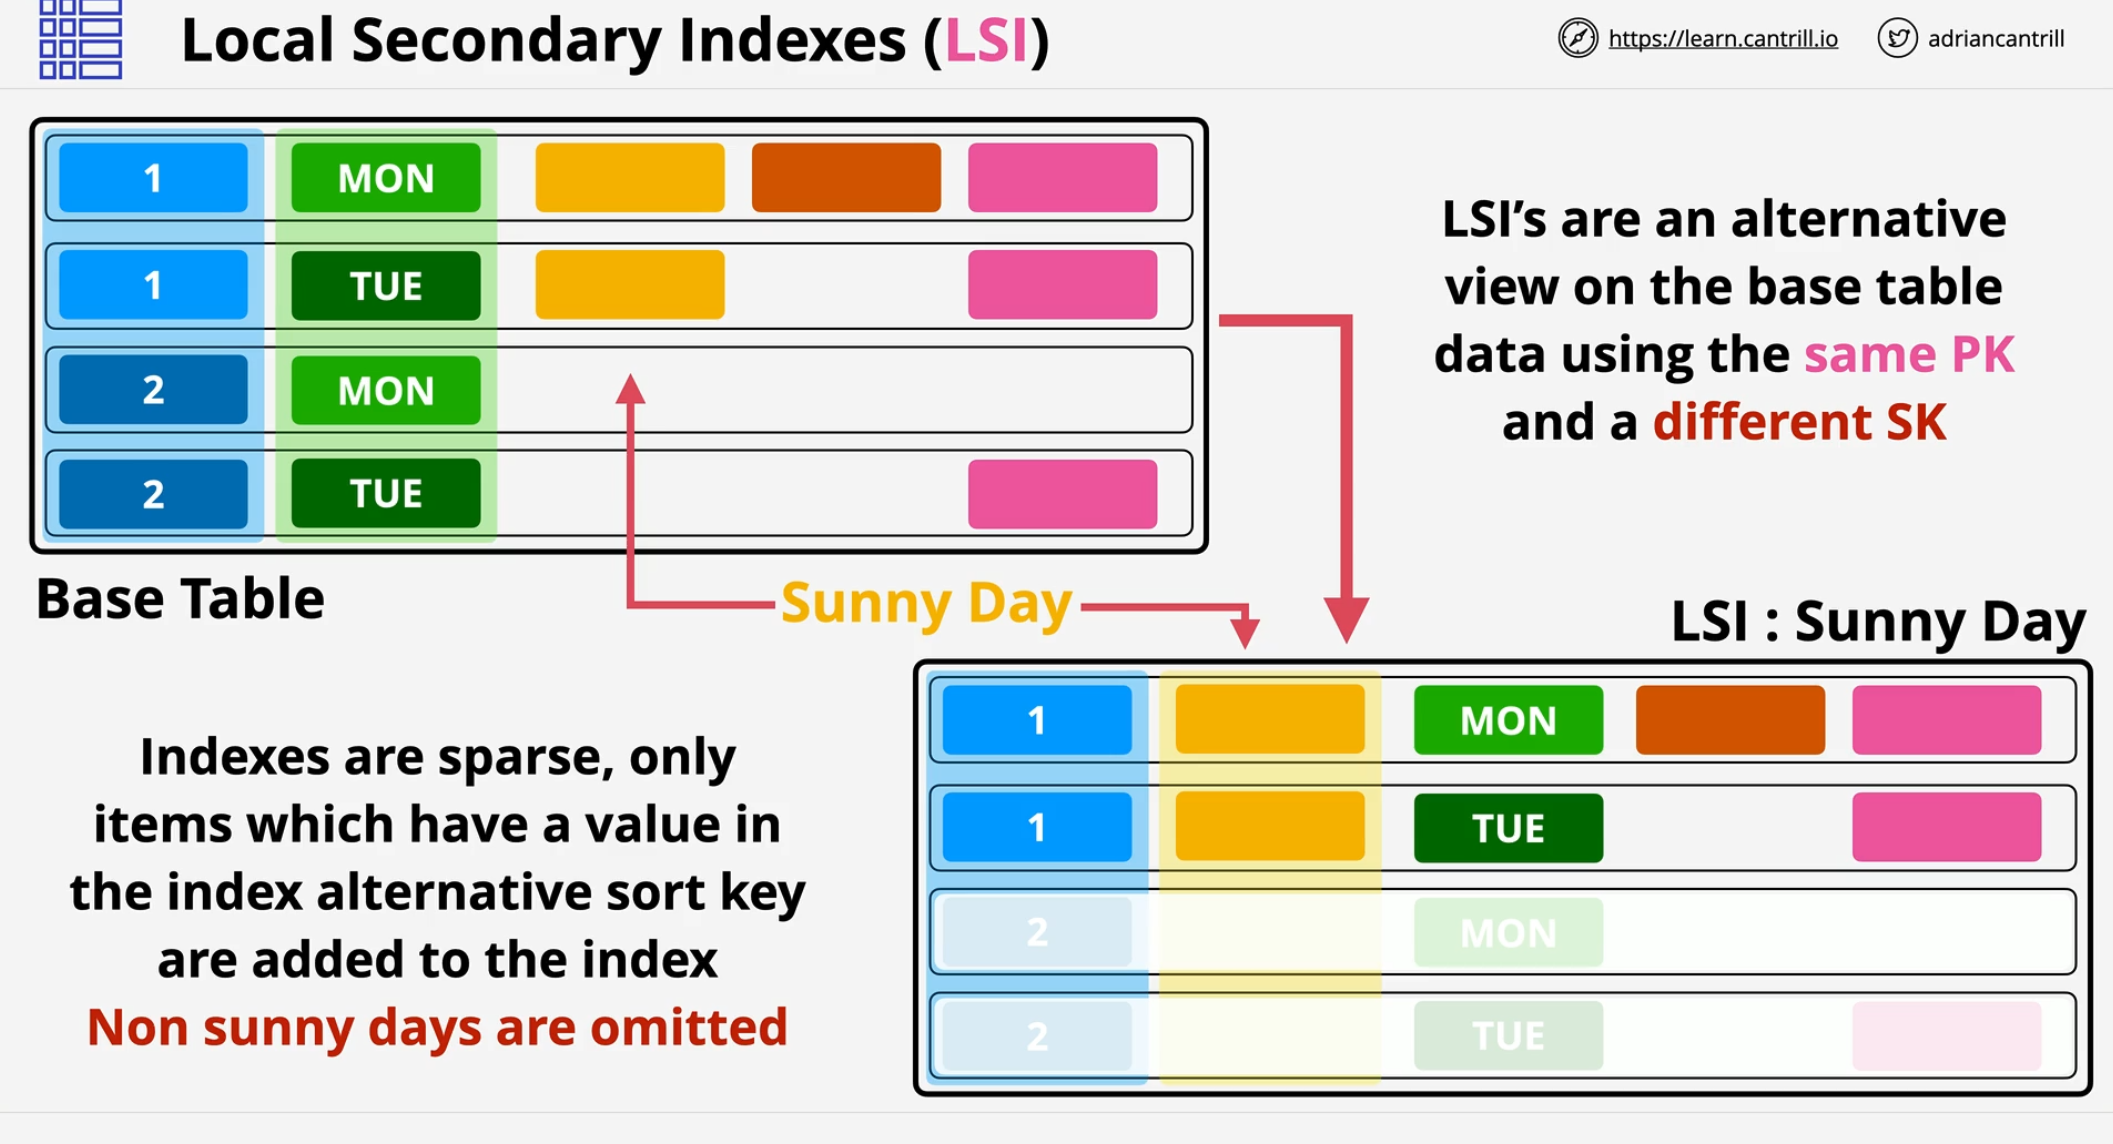 Local Secondary Indexes (LSI)
https://learn.cantrill.io
adriancantrill
1 MON
1 TUE
2 MON
2 TUE
Base Table
LSI’s are an alternative
view on the base table
data using the same PK
and a different SK
Sunny Day
LSI : Sunny Day
Indexes are sparse, only
items which have a value in
the index alternative sort key
are added to the index
Non sunny days are omitted
1 MON
1 TUE
2 MON
2 TUE